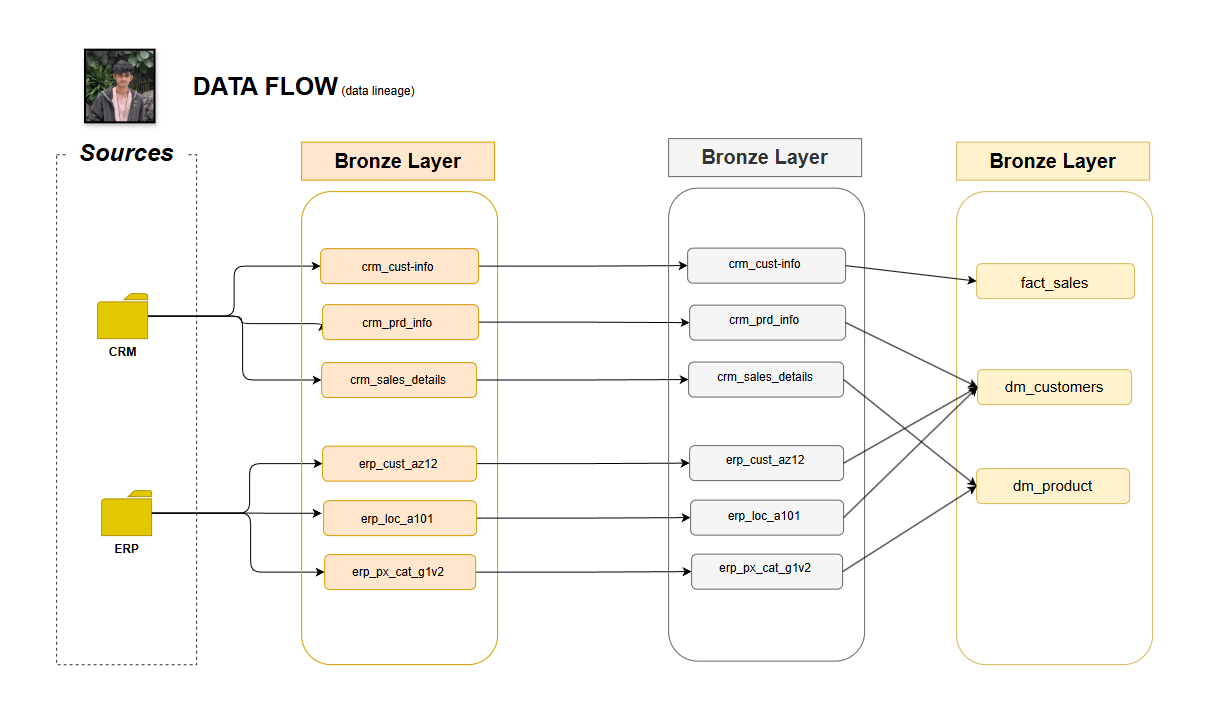 DATA FLOW (data lineage)
Sources
CRM
ERP
Bronze Layer
crm_cust-info
crm_prd_info
crm_sales_details
erp_cust_az12
erp_loc_a101
erp_px_cat_g1v2
Bronze Layer
crm_cust-info
crm_prd_info
crm_sales_details
erp_cust_az12
erp_loc_a101
erp_px_cat_g1v2
Bronze Layer
fact_sales
dm_customers
dm_product